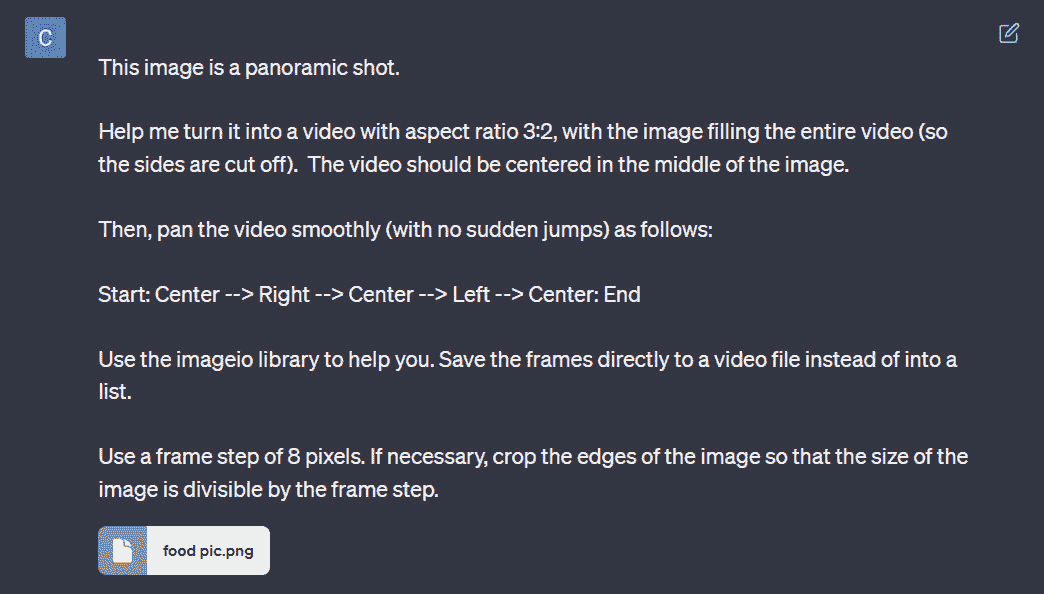 C
This image is a panoramic shot.
Help me turn it into a video with aspect ratio 3:2, with the image filling the entire video (so
the sides are cut off).  The video should be centered in the middle of the image.
Then, pan the video smoothly (with no sudden jumps) as follows:
Start: Center --> Right --> Center --> Left --> Center: End
Use the imageio library to help you. Save the frames directly to a video file instead of into a
list.
Use a frame step of 8 pixels. If necessary, crop the edges of the image so that the size of the
image is divisible by the frame step.
food pic.png